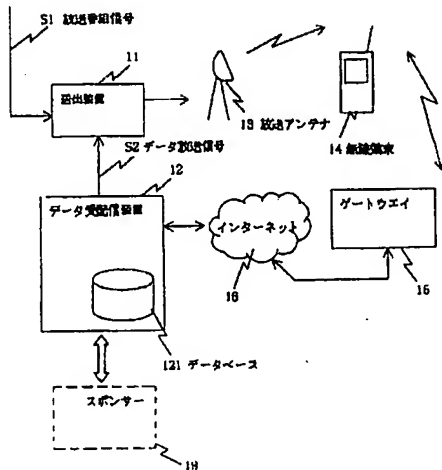 S1 放送番組信号
11
送出装置
13 放送アンテナ
14 無線端末
S2 データ放送信号
12
データ受配信装置
インターネット
ゲートウエイ
16
15
121 データベース
スポンサー
19